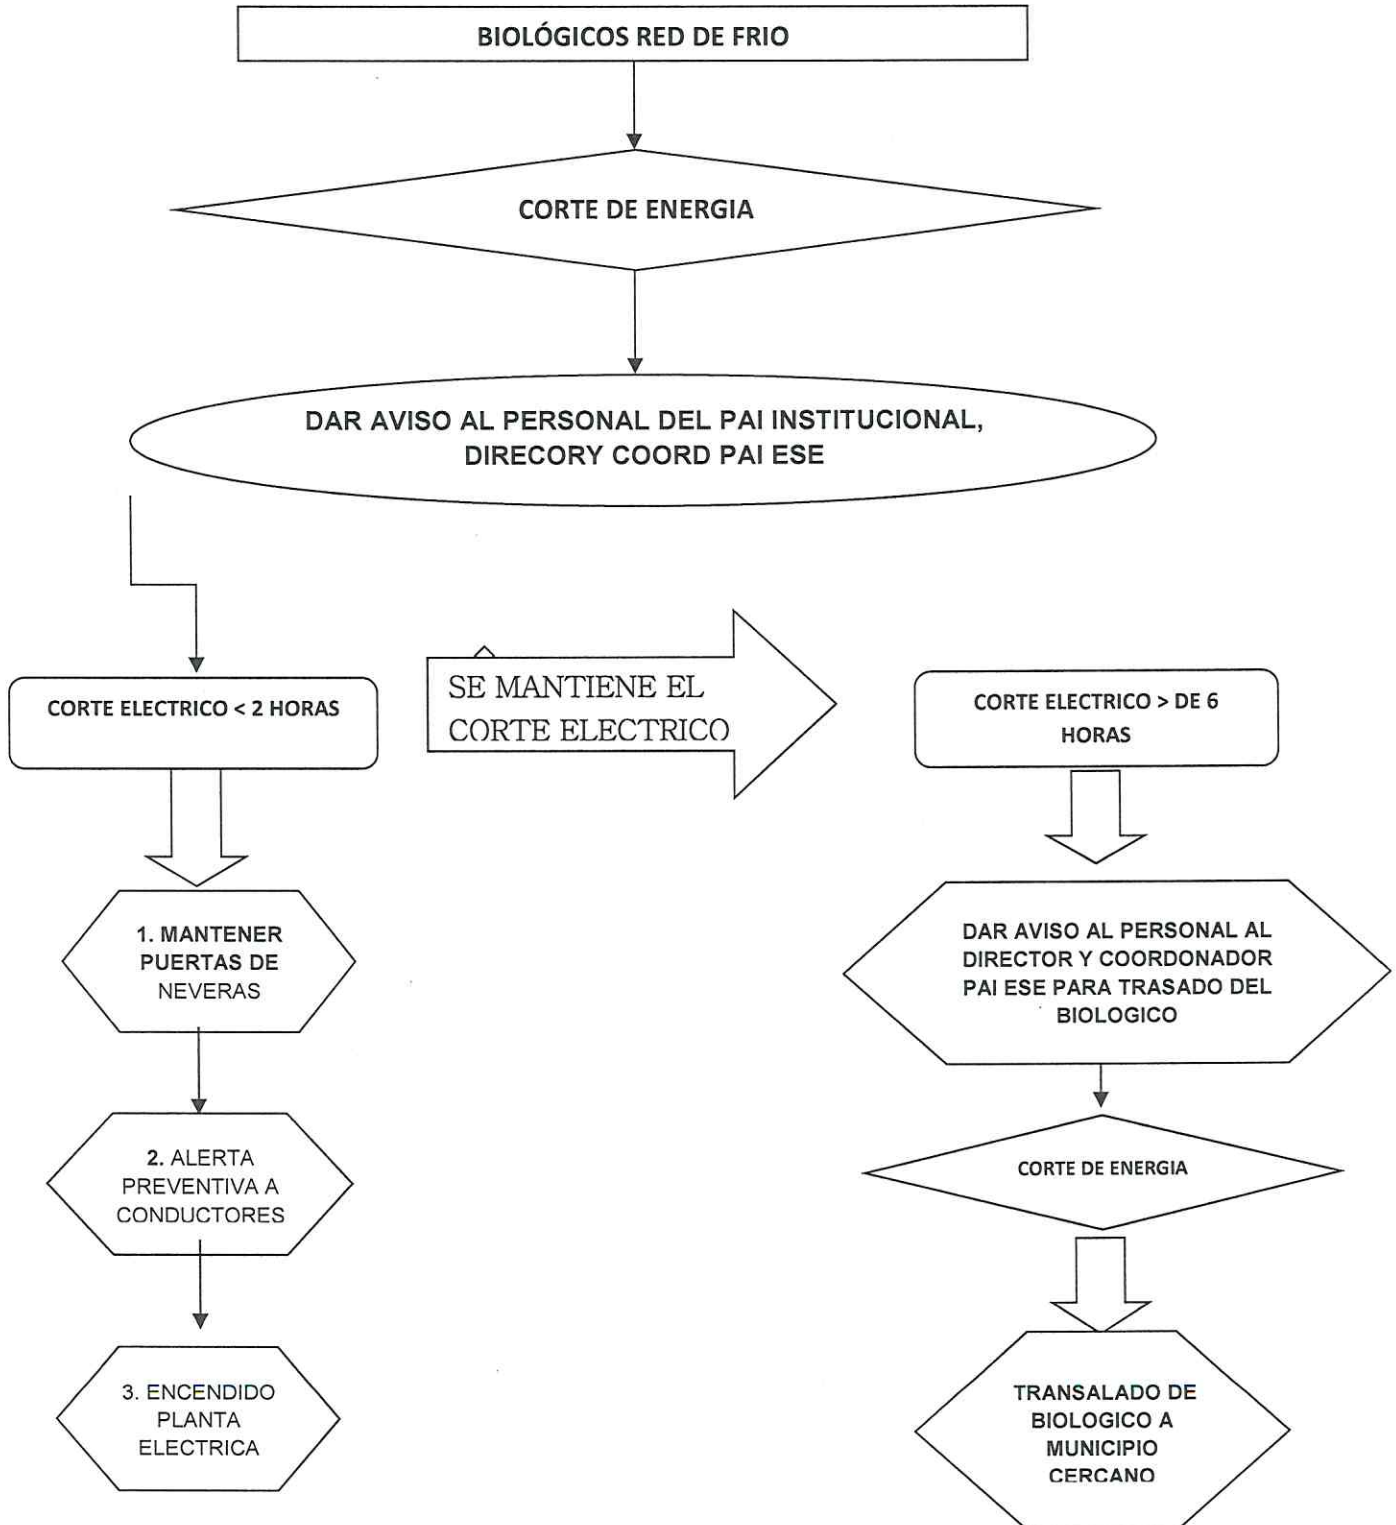 BIOLÓGICOS RED DE FRIO
CORTE DE ENERGIA
DAR AVISO AL PERSONAL DEL PAI INSTITUCIONAL,
DIRECORY COORD PAI ESE
CORTE ELECTRICO < 2 HORAS
SE MANTIENE EL
CORTE ELECTRICO
CORTE ELECTRICO > DE 6
HORAS
1. MANTENER
PUERTAS DE
NEVERAS
2. ALERTA
PREVENTIVA A
CONDUCTORES
3. ENCENDIDO
PLANTA
ELECTRICA
DAR AVISO AL PERSONAL AL
DIRECTOR Y COORDONADOR
PAI ESE PARA TRASADO DEL
BIOLOGICO
CORTE DE ENERGIA
TRANSALADO DE
BIOLOGICO A
MUNICIPIO
CERCANO